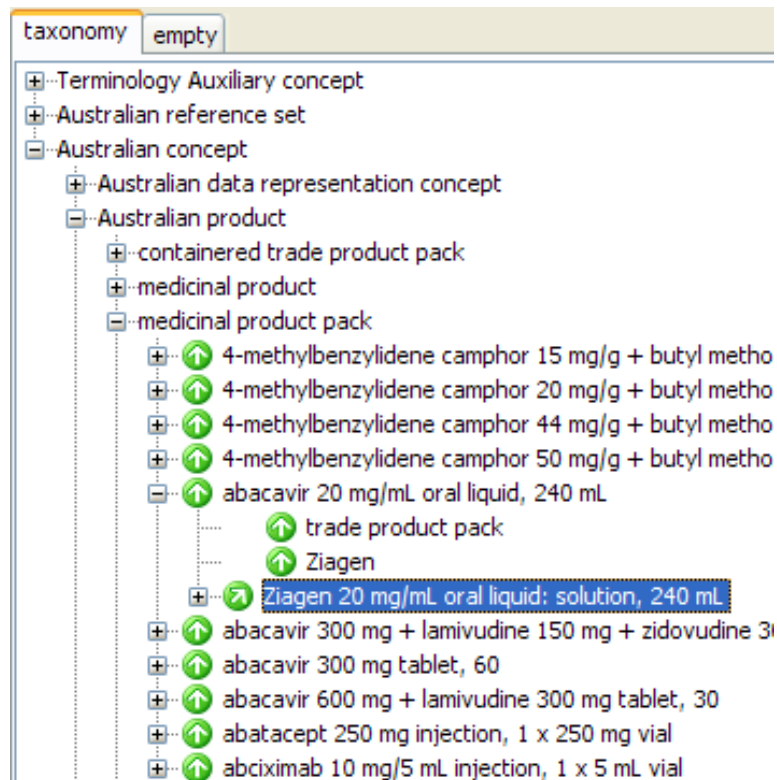 taxonomy empty
Terminology Auxiliary concept
Australian reference set
Australian concept
Australian data representation concept
Australian product
containered trade product pack
medicinal product
medicinal product pack
4-methylbenzylidene camphor 15 mg/g + butyl metho
4-methylbenzylidene camphor 20 mg/g + butyl metho
4-methylbenzylidene camphor 44 mg/g + butyl metho
4-methylbenzylidene camphor 50 mg/g + butyl metho
abacavir 20 mg/mL oral liquid, 240 mL
trade product pack
Ziagen
Ziagen 20 mg/mL oral liquid: solution, 240 mL
abacavir 300 mg + lamivudine 150 mg + zidovudine 3
abacavir 300 mg tablet, 60
abacavir 600 mg + lamivudine 300 mg tablet, 30
abatacept 250 mg injection, 1 x 250 mg vial
abciximab 10 mg/5 mL injection, 1 x 5 mL vial